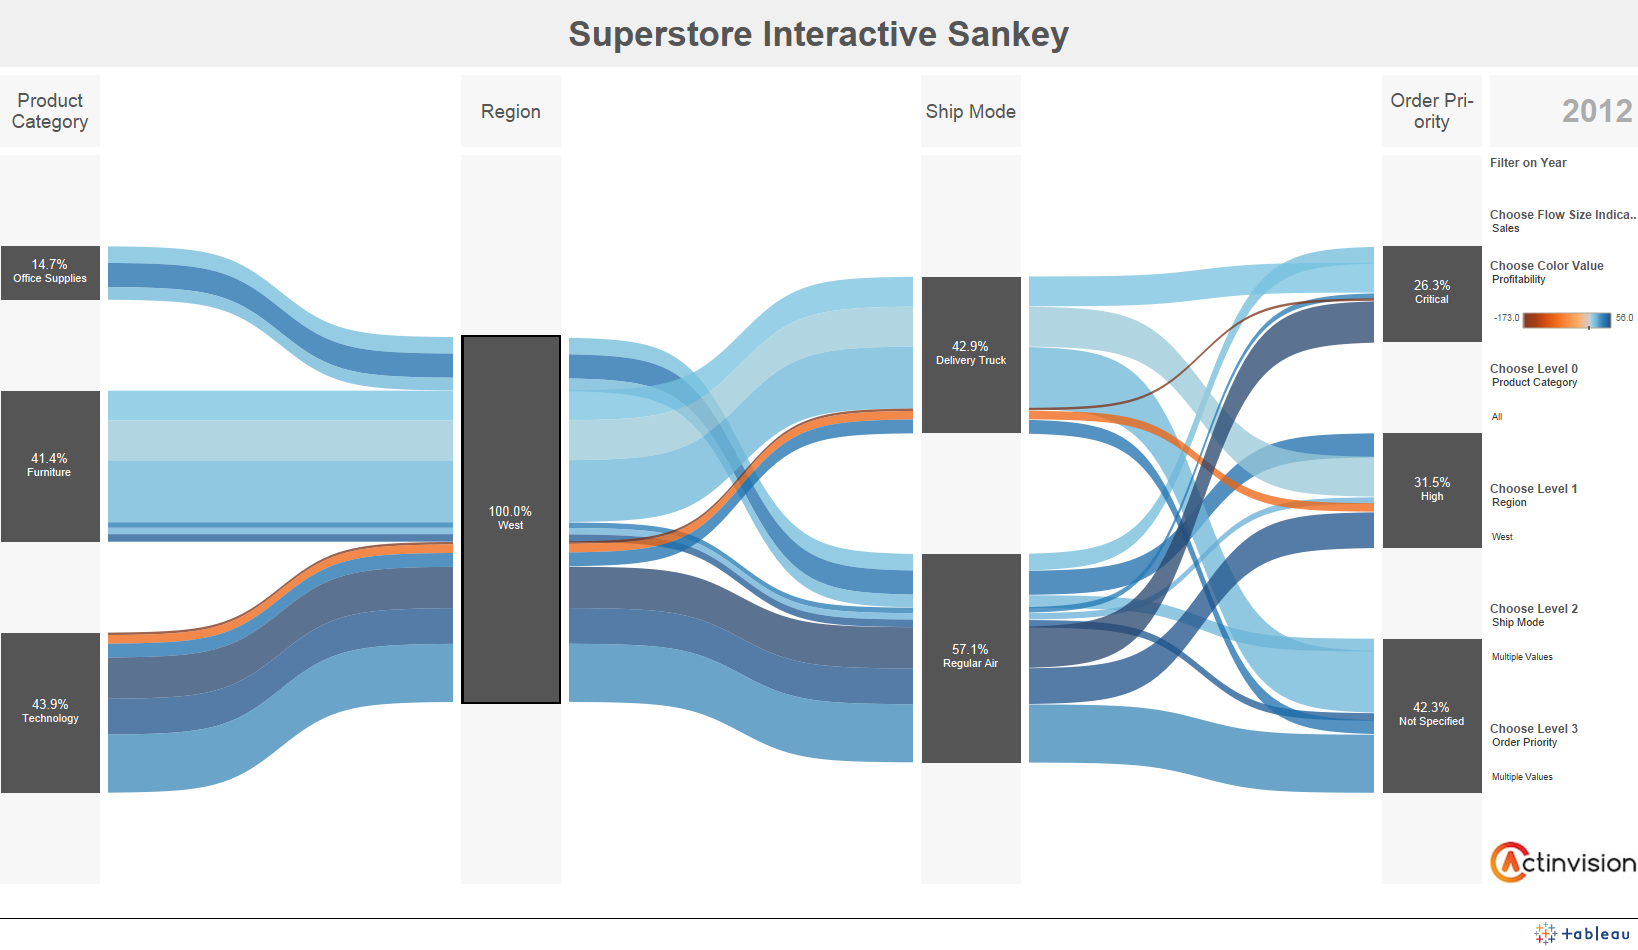 Superstore Interactive Sankey
Product
Category
Region
Ship Mode
Order Pri-
ority
2012
14.7%
Office Supplies
41.4%
Furniture
43.9%
Technology
100.0%
West
42.9%
Delivery Truck
57.1%
Regular Air
26.3%
Critical
31.5%
High
42.3%
Not Specified
Filter on Year
Choose Flow Size Indica..
Sales
Choose Color Value
Profitability
-173.0 56.0
Choose Level 0
Product Category
All
Choose Level 1
Region
West
Choose Level 2
Ship Mode
Multiple Values
Choose Level 3
Order Priority
Multiple Values
Actinvision
+ableau